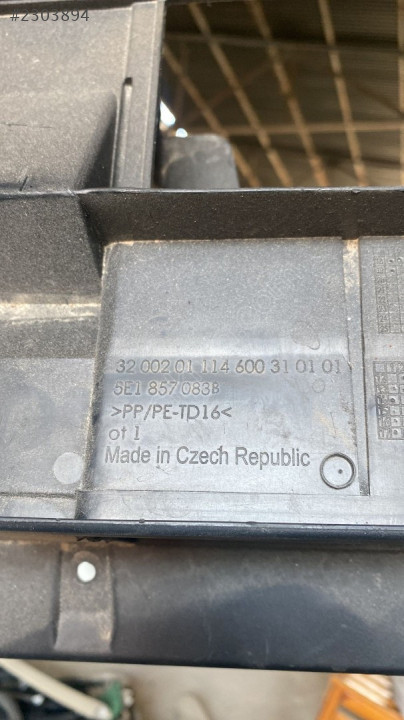 #2303894
32 002 01 114 600 31 01 01
5E1 857 083B
>PP/PE-TD16<
of 1
Made in Czech Republic